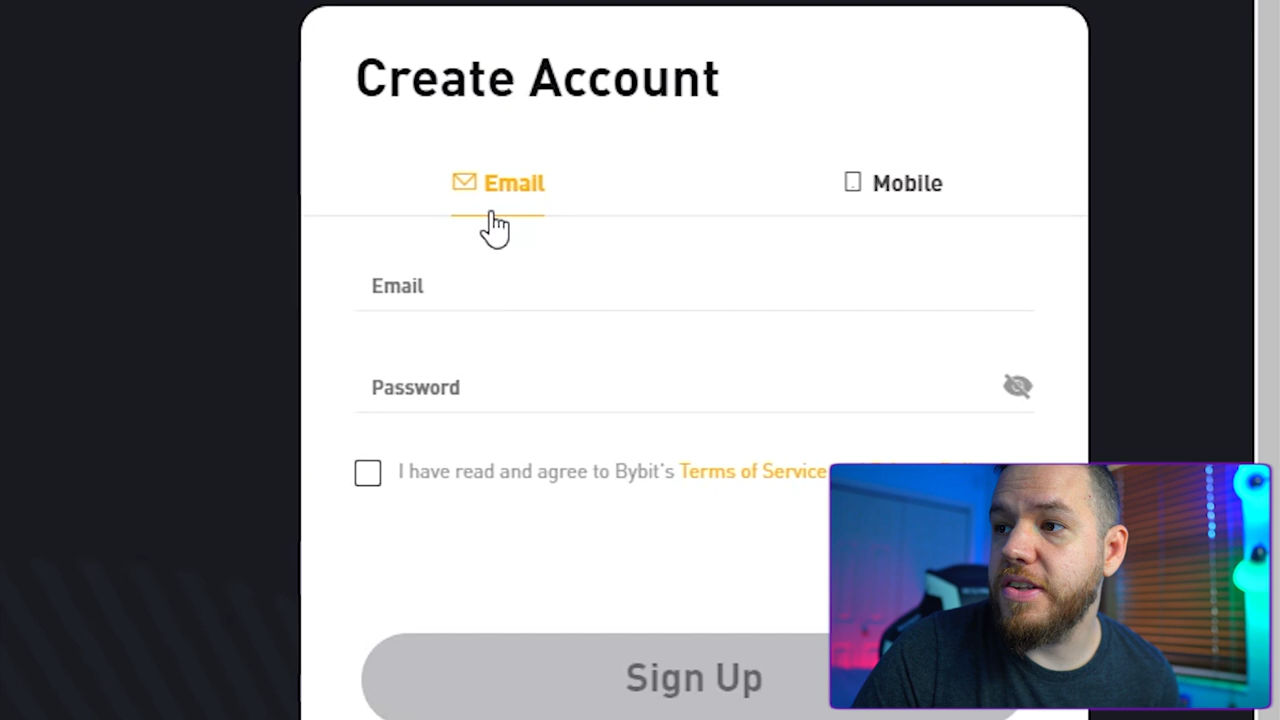 Create Account
Email
Mobile
Email
Password
I have read and agree to Bybit's Terms of Service
Sign Up